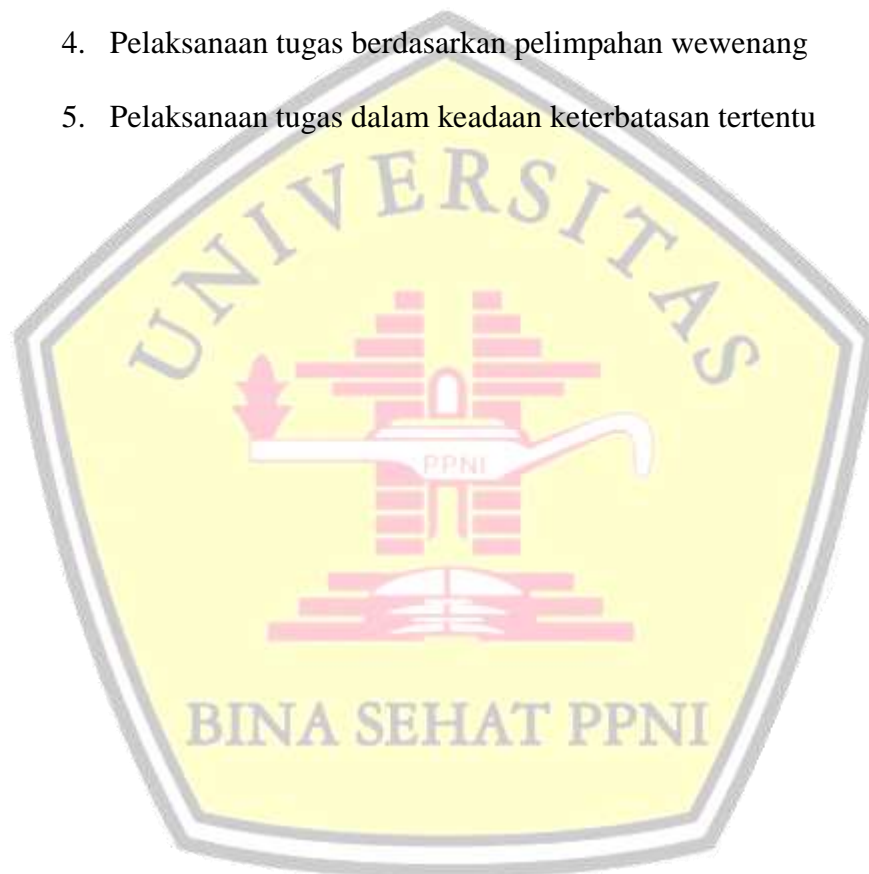 4. Pelaksanaan tugas berdasarkan pelimpahan wewenang
5. Pelaksanaan tugas dalam keadaan keterbatasan tertentu
UNIVERSITAS
PPNI
BINA SEHAT PPNI